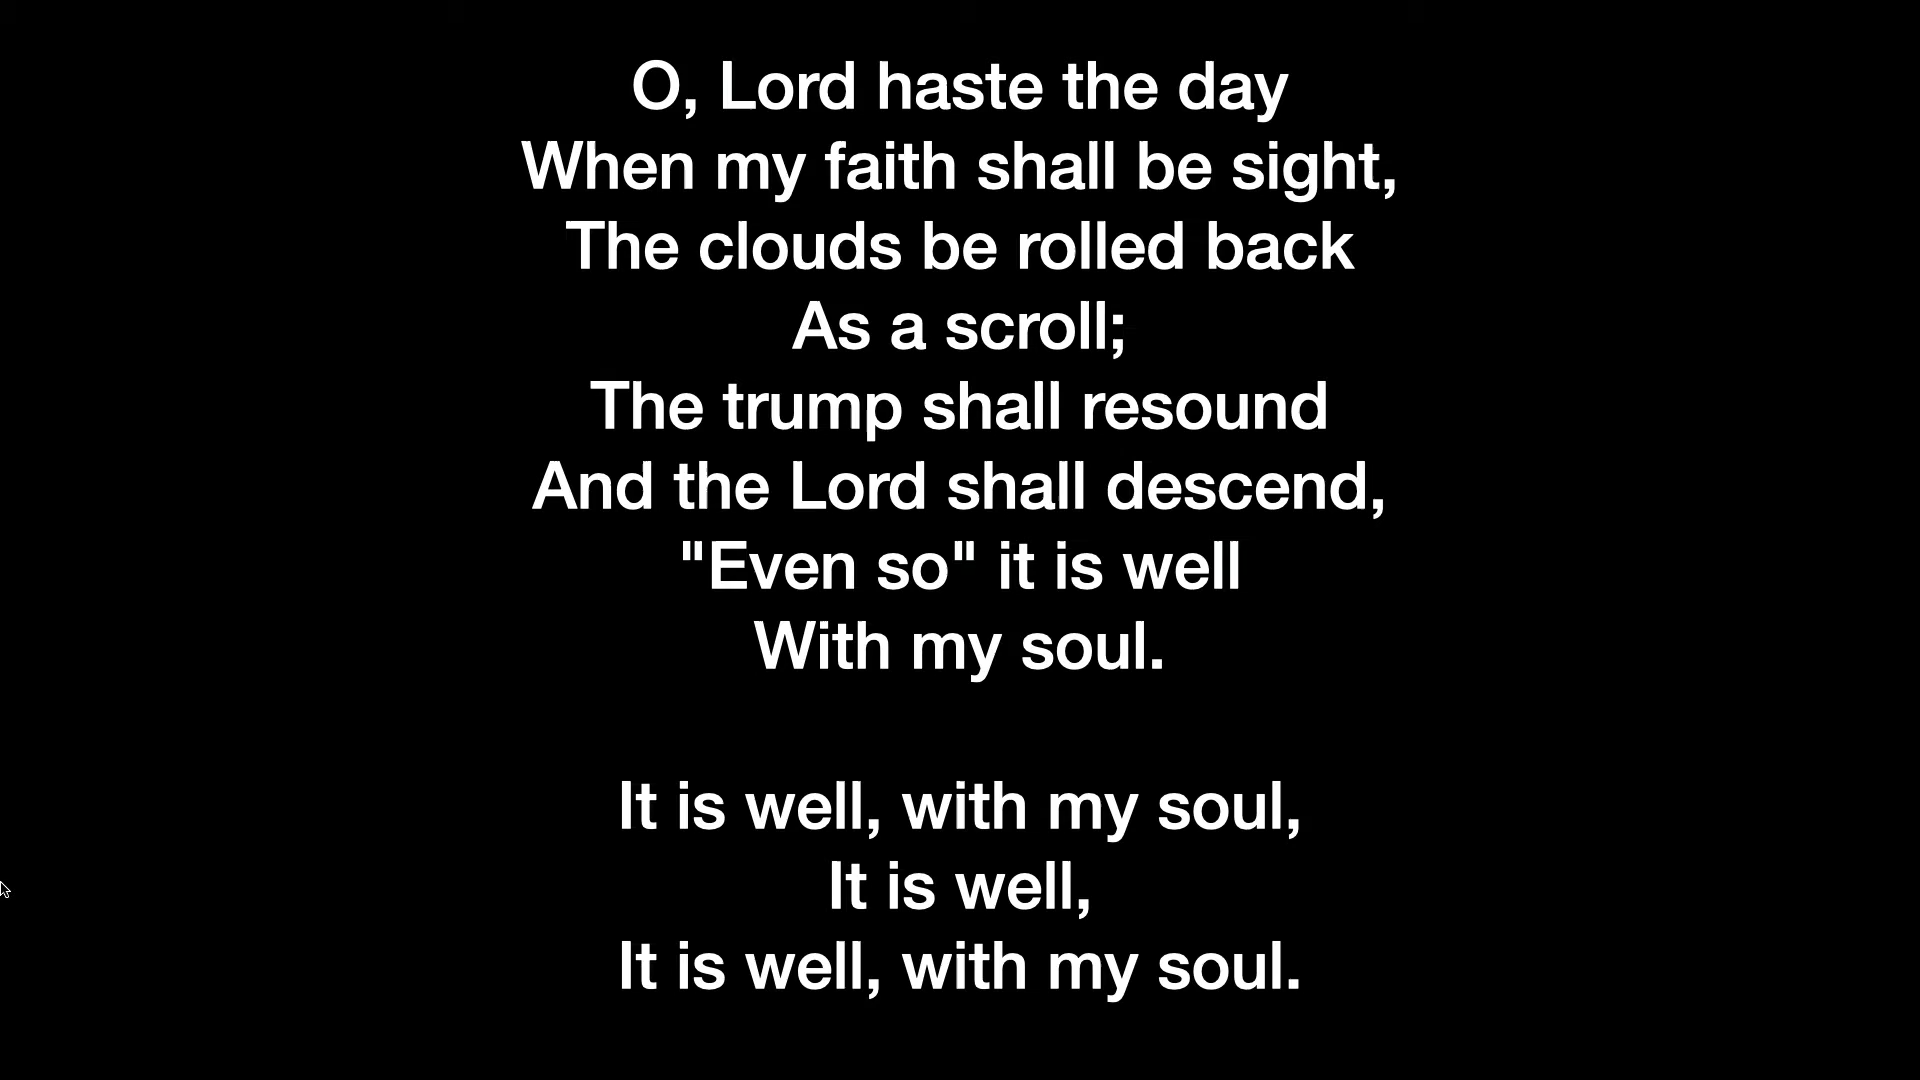 O, Lord haste the day
When my faith shall be sight,
The clouds be rolled back
As a scroll;
The trump shall resound
And the Lord shall descend,
"Even so" it is well
With my soul.
It is well, with my soul,
It is well,
It is well, with my soul.